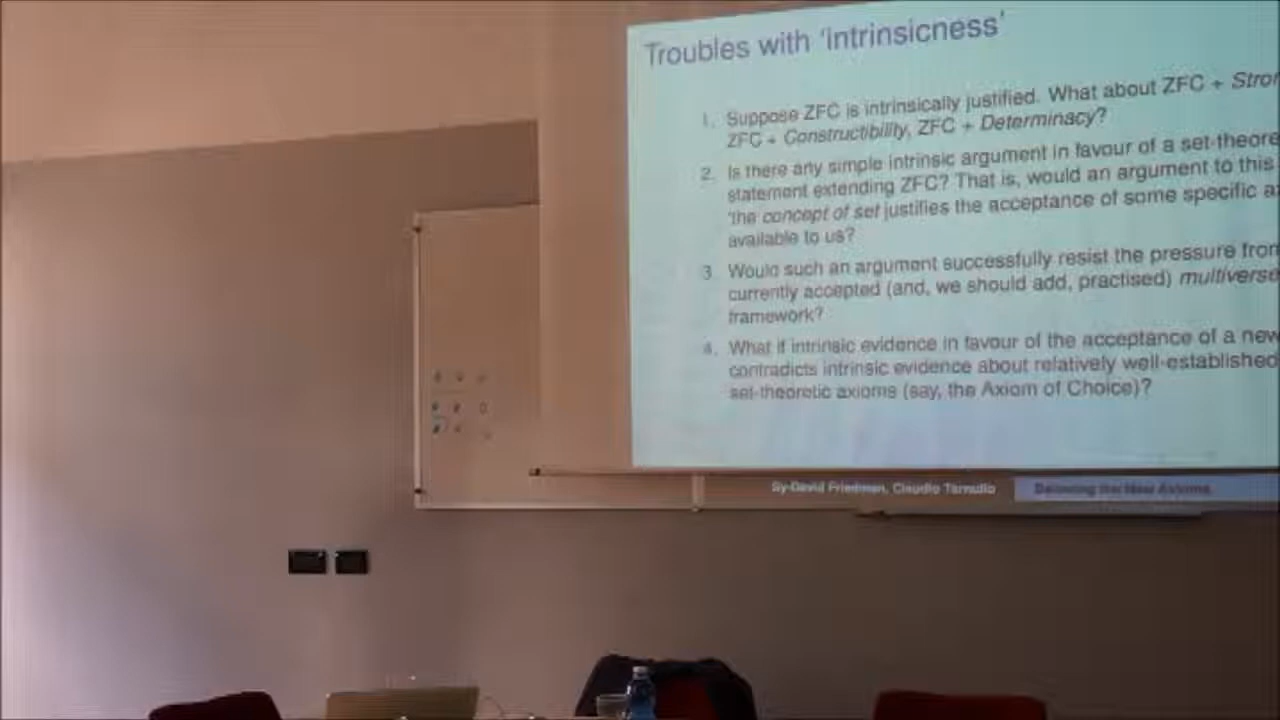 Troubles with 'Intrinsicness'
1. Suppose ZFC is intrinsically justified. What about ZFC + Stror
ZFC + Constructibility, ZFC + Determinacy?
2. Is there any simple intrinsic argument in favour of a set-theore
statement extending ZFC? That is, would an argument to this
'the concept of set justifies the acceptance of some specific a
available to us?
3. Would such an argument successfully resist the pressure from
currently accepted (and, we should add, practised) multiverse
framework?
4. What if intrinsic evidence in favour of the acceptance of a new
contradicts intrinsic evidence about relatively well-established
set-theoretic axioms (say, the Axiom of Choice)?
Sy-David Friedman, Claudio Ternullo
the New Axioms